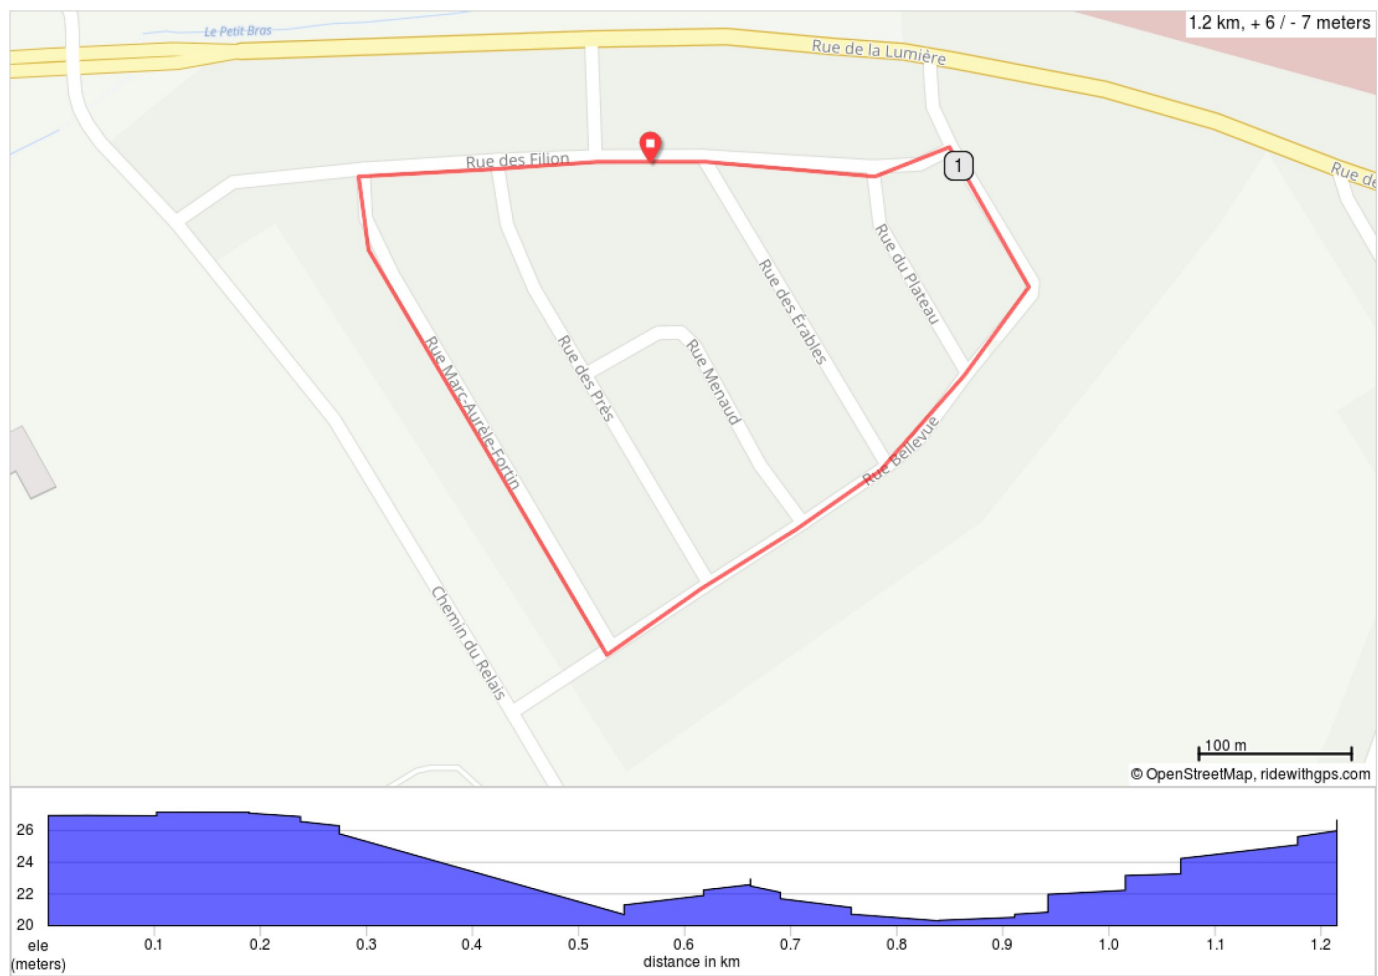 1.2 km, + 6 / - 7 meters
Le Petit Bras
Rue de la Lumière
Rue des Filion
1
Rue de
Rue du Plateau
Rue des Érables
Rue Marc-Aurèle-Fortin
Rue des Près
Rue Menaud
Rue Bellevue
Chemin du Relais
100 m
© OpenStreetMap, ridewithgps.com
26
24
22
20
ele
(meters)
0.1 0.2 0.3 0.4 0.5 0.6 0.7 0.8 0.9 1.0 1.1 1.2
distance in km